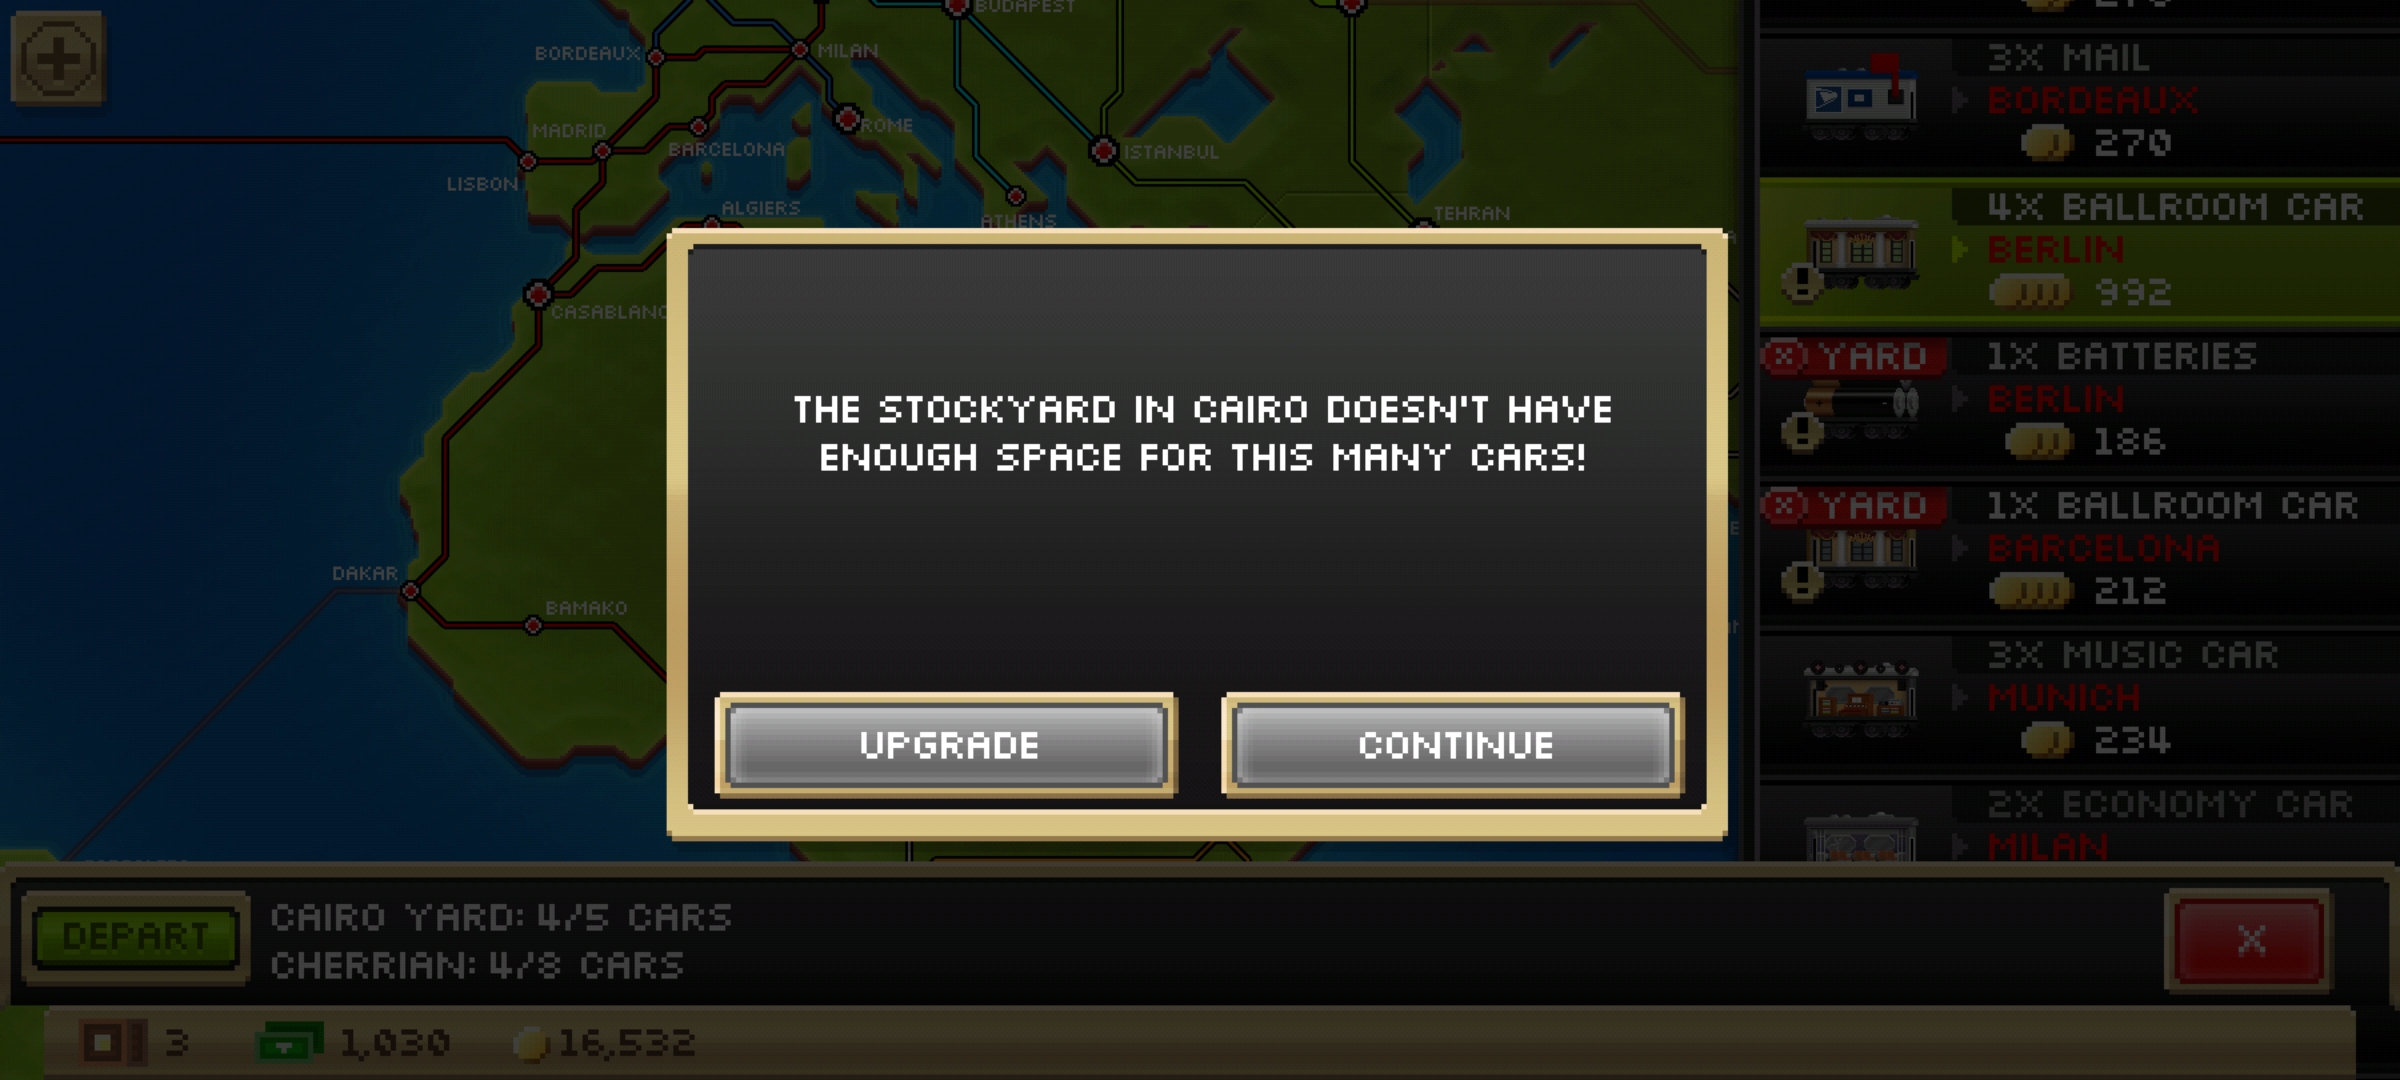 BUDAPEST
BORDEAUX
MILAN
MADRID
ROME
BARCELONA
ISTANBUL
LISBON
ALGIERS
ATHENS
TEHRAN
CASABLANC
DAKAR
BAMAKO
THE STOCKYARD IN CAIRO DOESN'T HAVE
ENOUGH SPACE FOR THIS MANY CARS!
UPGRADE
CONTINUE
3X MAIL
BORDEAUX
270
4X BALLROOM CAR
BERLIN
992
YARD
1X BATTERIES
BERLIN
186
YARD
1X BALLROOM CAR
BARCELONA
212
3X MUSIC CAR
MUNICH
234
2X ECONOMY CAR
MILAN
DEPART
CAIRO YARD: 4/5 CARS
CHERRIAN: 4/8 CARS
X
3
1,030
16,532